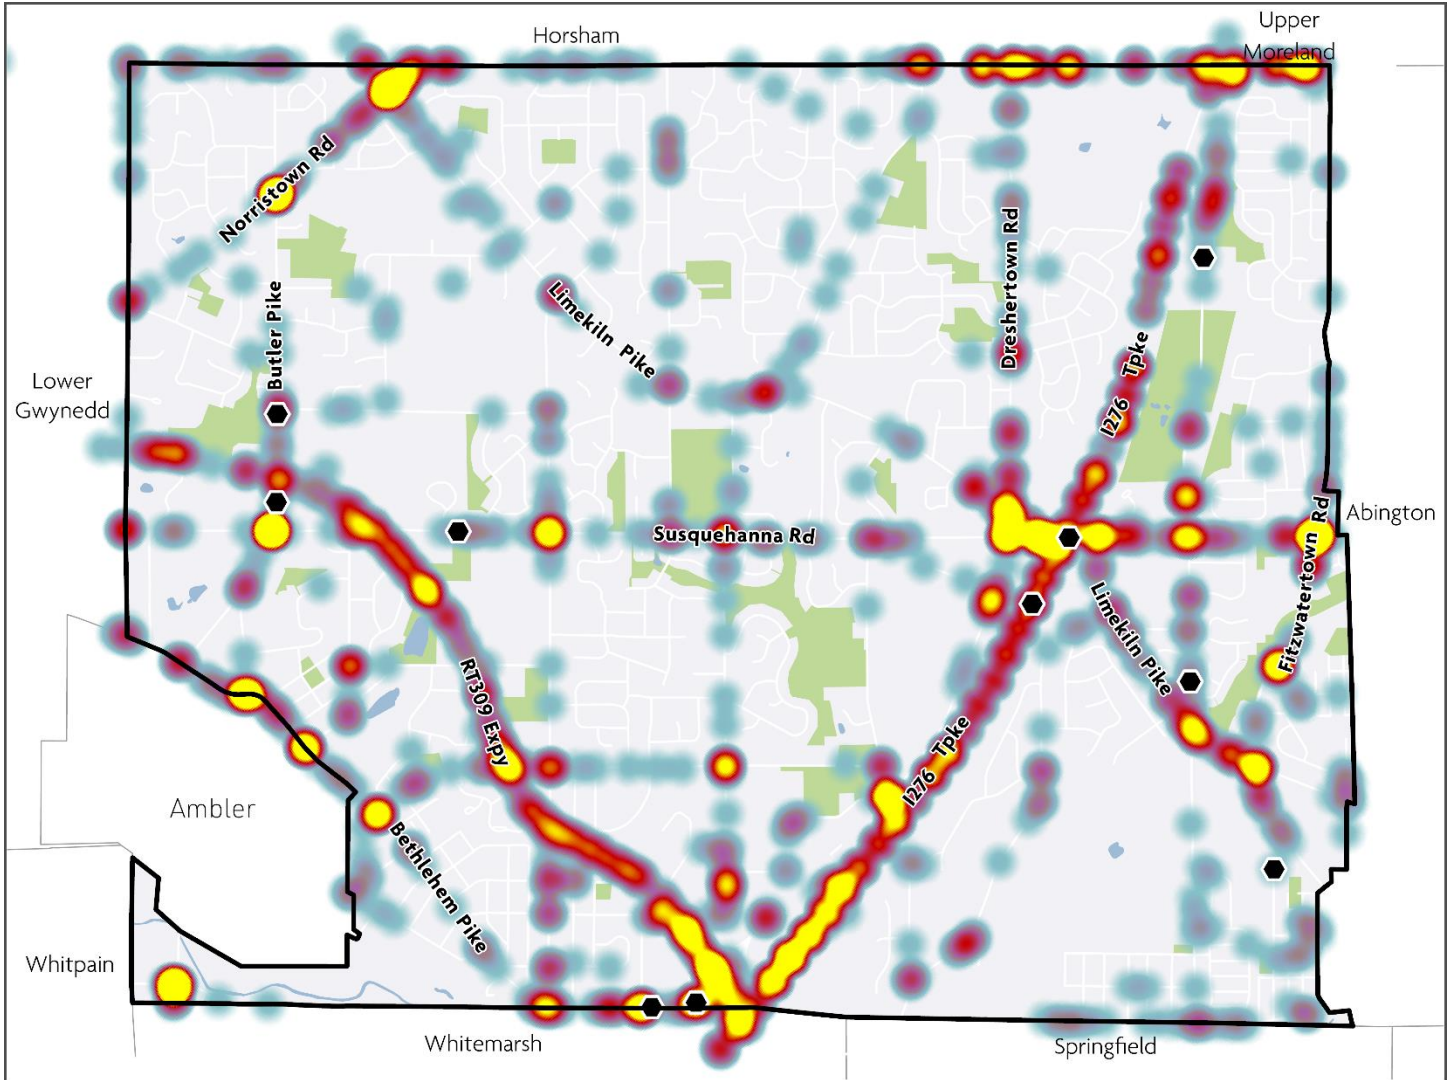 Horsham
Upper
Moreland
Norristown Rd
Butler Pike
Limekiln Pike
Dreshertown Rd
I276 Tpke
Lower
Gwynedd
Susquehanna Rd
Abington
Fitzwatertown Rd
Limekiln Pike
RT309 Expy
I276 Tpke
Ambler
Bethlehem Pike
Whitpain
Whitemarsh
Springfield